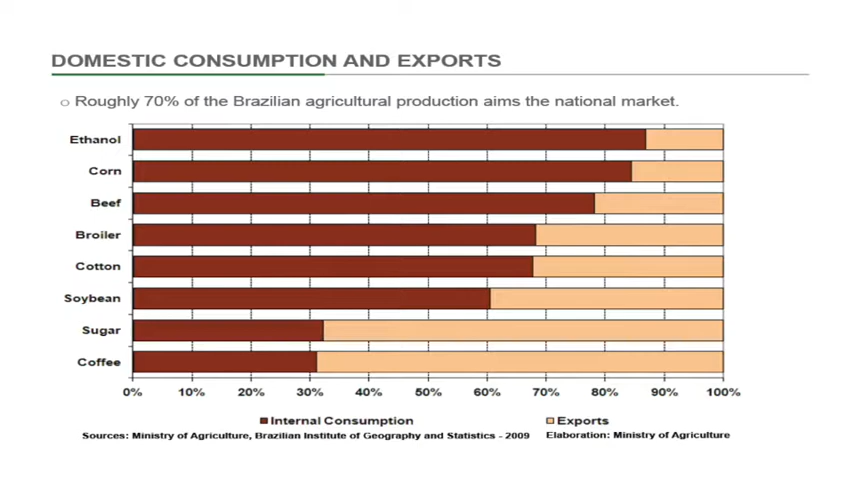 DOMESTIC CONSUMPTION AND EXPORTS
o Roughly 70% of the Brazilian agricultural production aims the national market.
Ethanol
Corn
Beef
Broiler
Cotton
Soybean
Sugar
Coffee
0% 10% 20% 30% 40% 50% 60% 70% 80% 90% 100%
Internal Consumption Exports
Sources: Ministry of Agriculture, Brazilian Institute of Geography and Statistics - 2009 Elaboration: Ministry of Agriculture